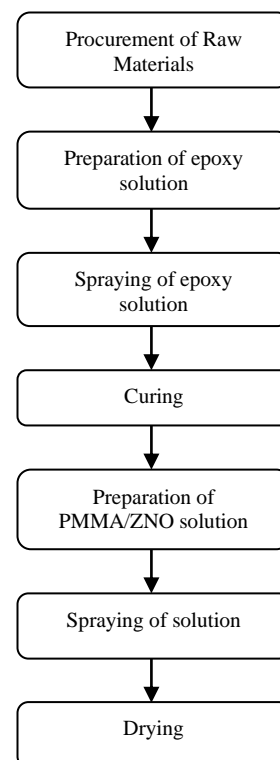 Procurement of Raw
Materials
Preparation of epoxy
solution
Spraying of epoxy
solution
Curing
Preparation of
PMMA/ZNO solution
Spraying of solution
Drying